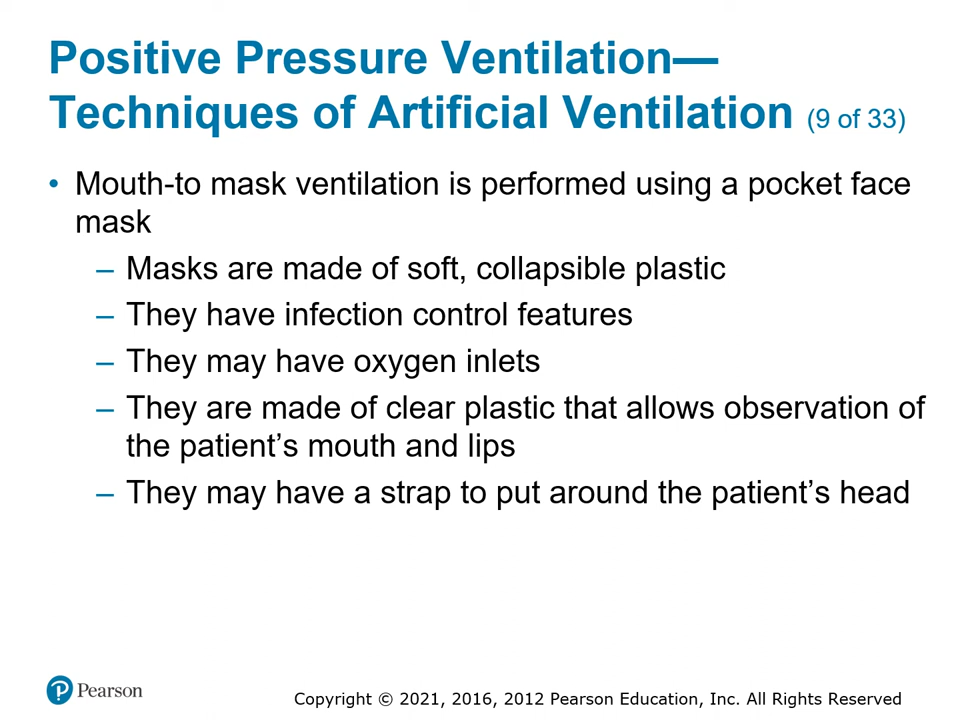 Positive Pressure Ventilation—
Techniques of Artificial Ventilation (9 of 33)
• Mouth-to mask ventilation is performed using a pocket face
mask
– Masks are made of soft, collapsible plastic
– They have infection control features
– They may have oxygen inlets
– They are made of clear plastic that allows observation of
the patient’s mouth and lips
– They may have a strap to put around the patient’s head
Pearson
Copyright © 2021, 2016, 2012 Pearson Education, Inc. All Rights Reserved